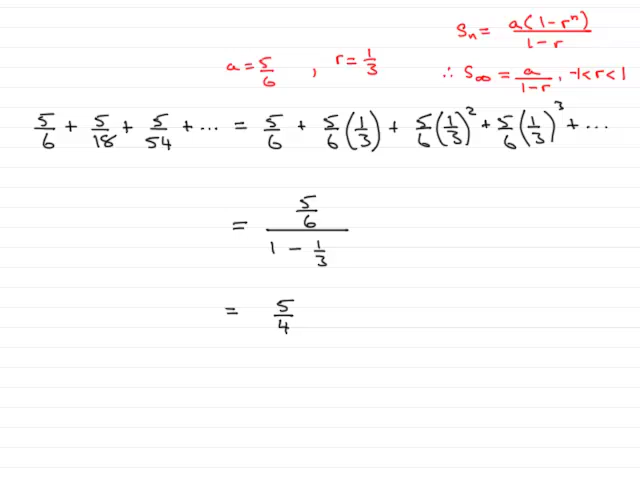 Sn = a(1-rⁿ)/1-r
a = 5/6 , r = 1/3
∴ S∞ = a/1-r , -1<r<1
5/6 + 5/18 + 5/54 + ... = 5/6 + 5/6(1/3) + 5/6(1/3)² + 5/6(1/3)³ + ...
= 5/6 / 1 - 1/3
= 5/4